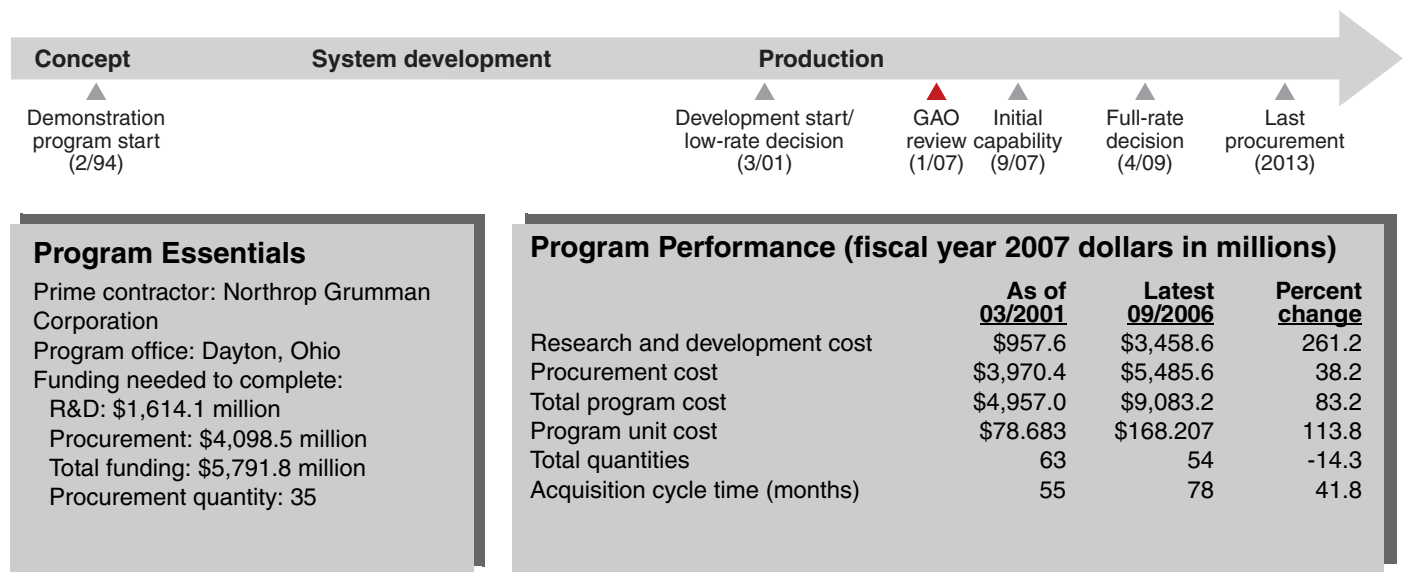 Concept System development Production
Demonstration
program start
(2/94)
Development start/
low-rate decision
(3/01)
GAO
review
(1/07)
Initial
capability
(9/07)
Full-rate
decision
(4/09)
Last
procurement
(2013)
Program Essentials
Prime contractor: Northrop Grumman
Corporation
Program office: Dayton, Ohio
Funding needed to complete:
R&D: $1,614.1 million
Procurement: $4,098.5 million
Total funding: $5,791.8 million
Procurement quantity: 35
Program Performance (fiscal year 2007 dollars in millions)
As of Latest Percent
03/2001 09/2006 change
Research and development cost $957.6 $3,458.6 261.2
Procurement cost $3,970.4 $5,485.6 38.2
Total program cost $4,957.0 $9,083.2 83.2
Program unit cost $78.683 $168.207 113.8
Total quantities 63 54 -14.3
Acquisition cycle time (months) 55 78 41.8